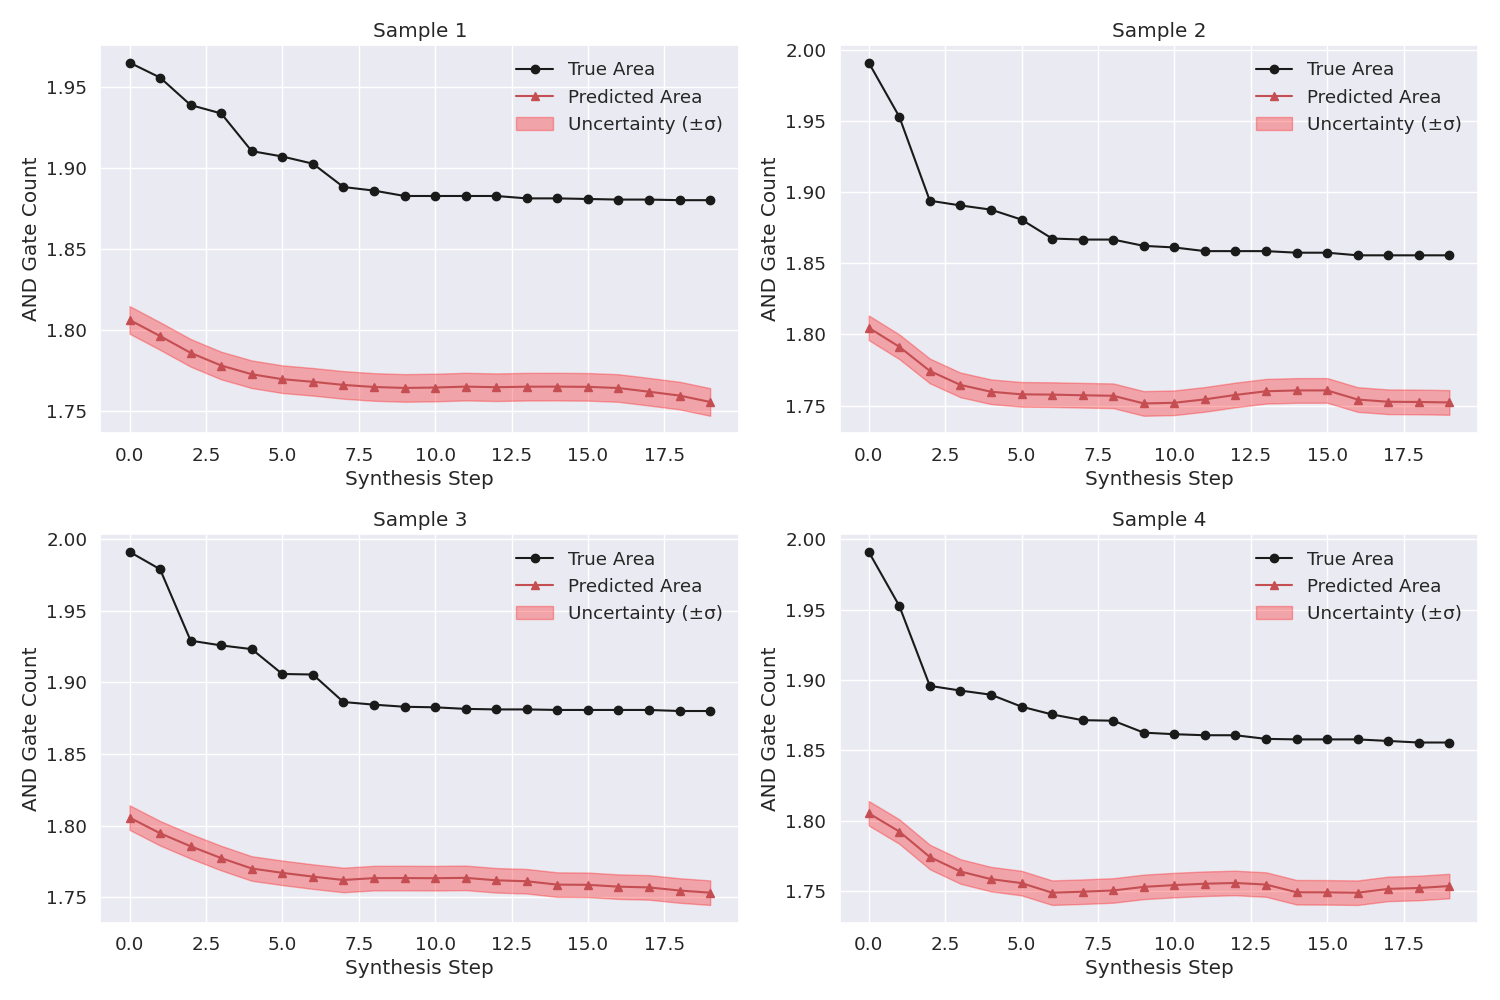 Sample 1
True Area
Predicted Area
Uncertainty (±σ)
AND Gate Count
1.95
1.90
1.85
1.80
1.75
0.0 2.5 5.0 7.5 10.0 12.5 15.0 17.5
Synthesis Step
Sample 2
True Area
Predicted Area
Uncertainty (±σ)
AND Gate Count
2.00
1.95
1.90
1.85
1.80
1.75
0.0 2.5 5.0 7.5 10.0 12.5 15.0 17.5
Synthesis Step
Sample 3
True Area
Predicted Area
Uncertainty (±σ)
AND Gate Count
2.00
1.95
1.90
1.85
1.80
1.75
0.0 2.5 5.0 7.5 10.0 12.5 15.0 17.5
Synthesis Step
Sample 4
True Area
Predicted Area
Uncertainty (±σ)
AND Gate Count
2.00
1.95
1.90
1.85
1.80
1.75
0.0 2.5 5.0 7.5 10.0 12.5 15.0 17.5
Synthesis Step